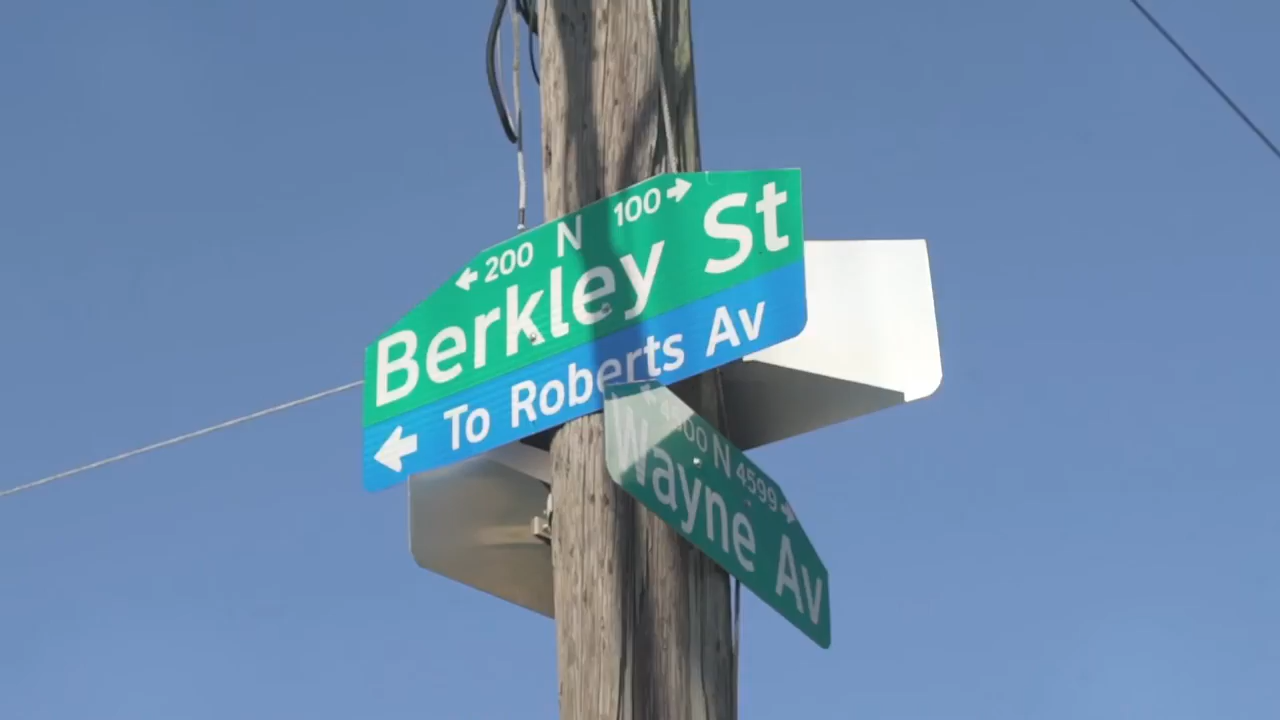 ← 200 N 100 →
Berkley St
← To Roberts Av
N 4599 →
Wayne Av